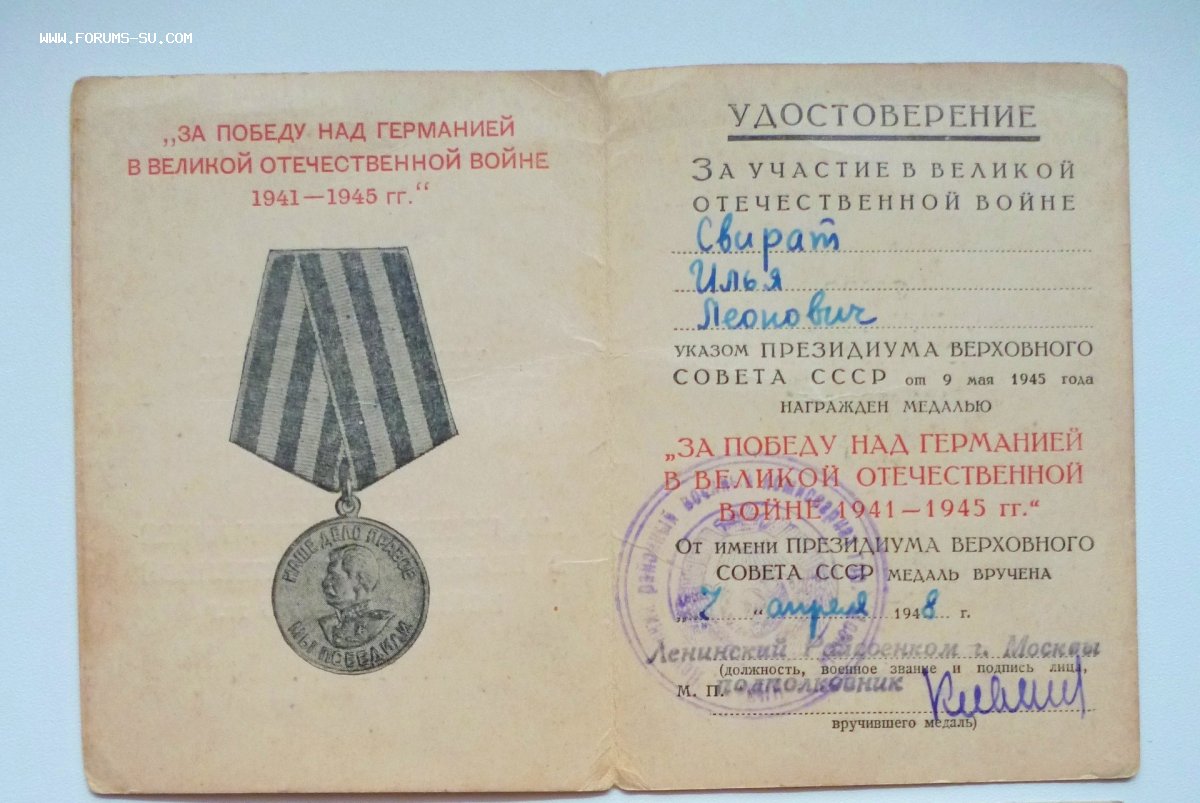 WWW.FORUMS-SU.COM
„ЗА ПОБЕДУ НАД ГЕРМАНИЕЙ
В ВЕЛИКОЙ ОТЕЧЕСТВЕННОЙ ВОЙНЕ
1941—1945 гг.“
НАШЕ ДЕЛО ПРАВОЕ
МЫ ПОБЕДИЛИ
УДОСТОВЕРЕНИЕ
ЗА УЧАСТИЕ В ВЕЛИКОЙ
ОТЕЧЕСТВЕННОЙ ВОЙНЕ
Свират
Илья
Леонович
УКАЗОМ ПРЕЗИДИУМА ВЕРХОВНОГО
СОВЕТА СССР от 9 мая 1945 года
НАГРАЖДЕН МЕДАЛЬЮ
„ЗА ПОБЕДУ НАД ГЕРМАНИЕЙ
В ВЕЛИКОЙ ОТЕЧЕСТВЕННОЙ
ВОЙНЕ 1941—1945 гг.“
ОТ ИМЕНИ ПРЕЗИДИУМА ВЕРХОВНОГО
СОВЕТА СССР МЕДАЛЬ ВРУЧЕНА
„7“ апреля 1948 г.
Ленинский Райвоенком г. Москвы
(должность, военное звание и подпись лица,
подполковник
М. П.
вручившего медаль)